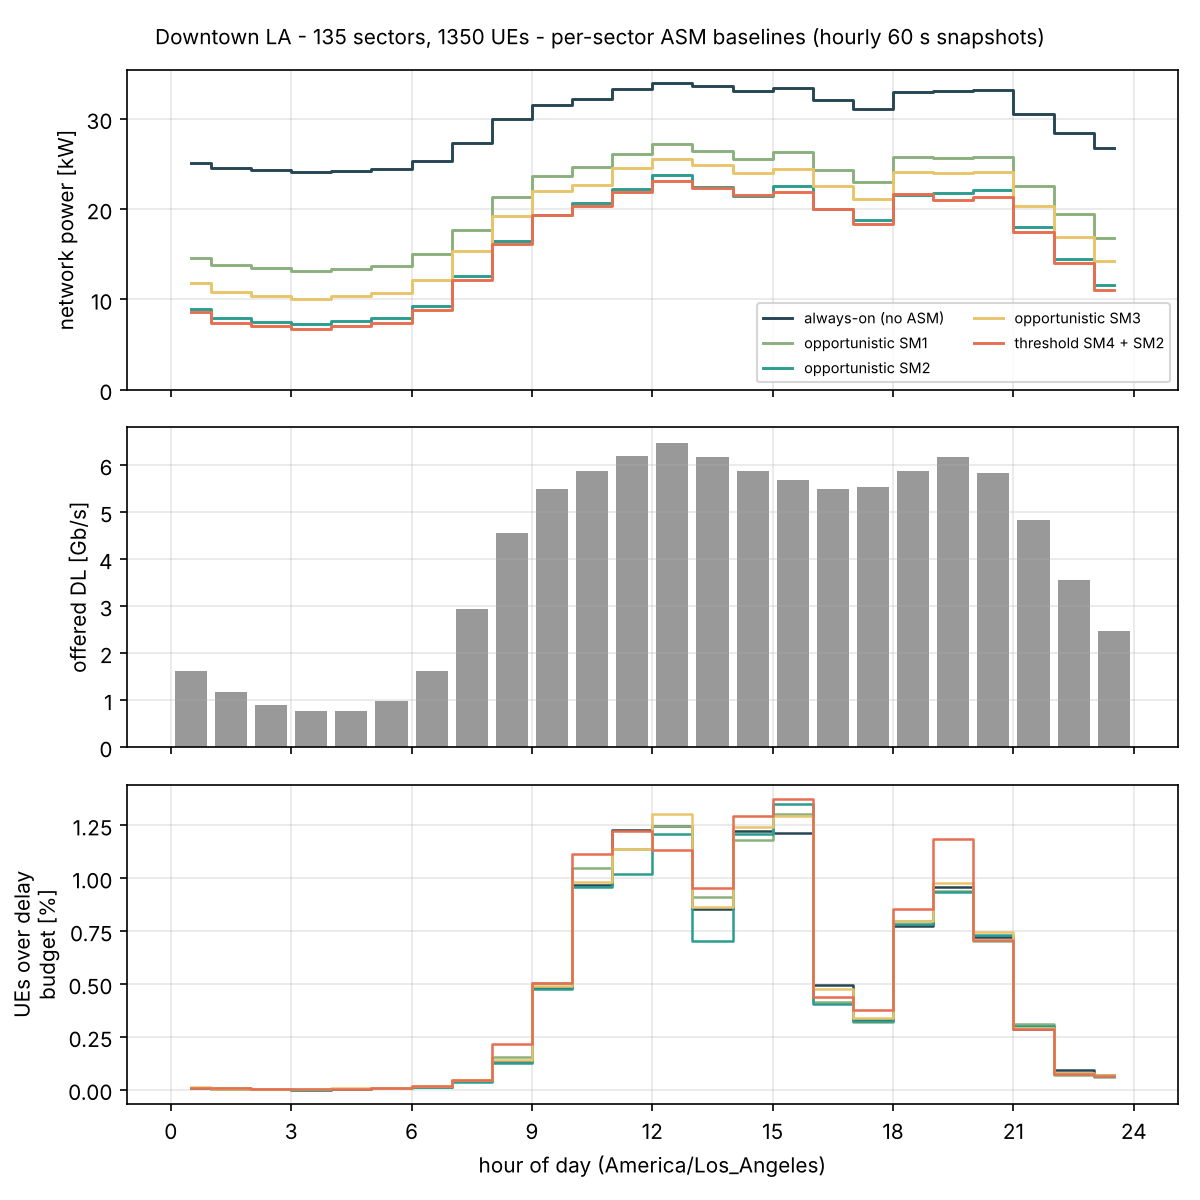 Downtown LA - 135 sectors, 1350 UEs - per-sector ASM baselines (hourly 60 s snapshots)
network power [kW]
30
20
10
0
always-on (no ASM)
opportunistic SM1
opportunistic SM2
opportunistic SM3
threshold SM4 + SM2
offered DL [Gb/s]
6
5
4
3
2
1
0
UEs over delay
budget [%]
1.25
1.00
0.75
0.50
0.25
0.00
0 3 6 9 12 15 18 21 24
hour of day (America/Los_Angeles)